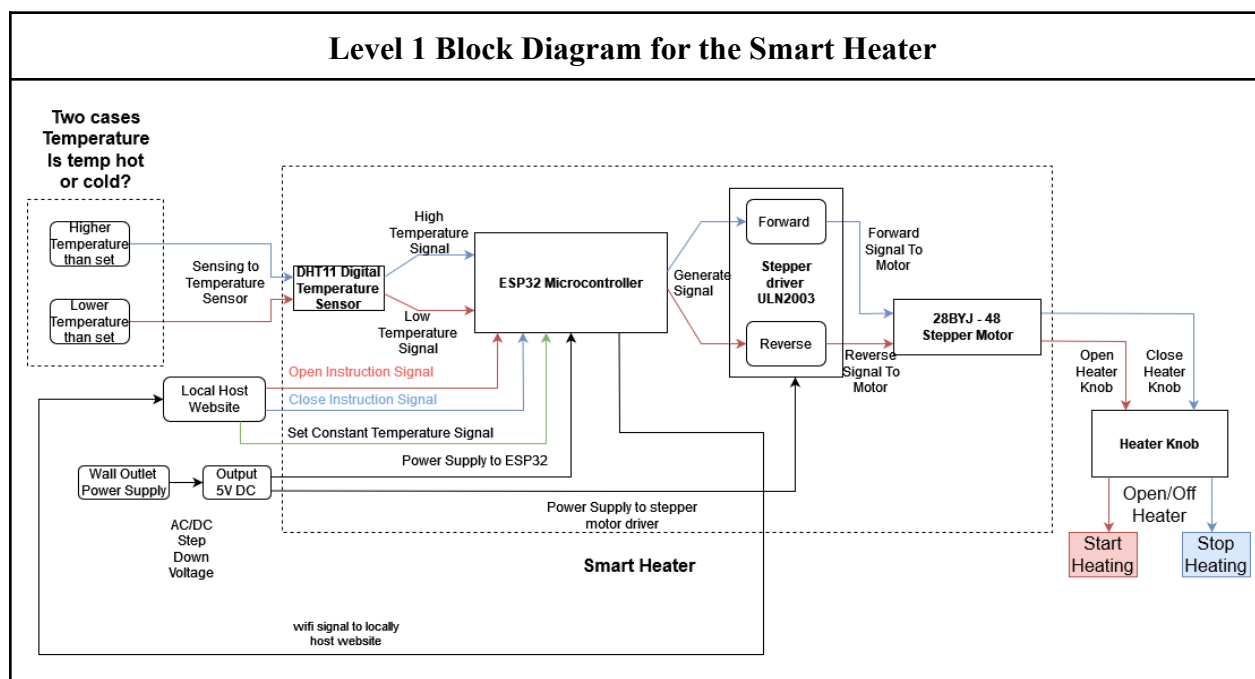 Level 1 Block Diagram for the Smart Heater
Two cases
Temperature
Is temp hot
or cold?
Higher
Temperature
than set
Lower
Temperature
than set
Sensing to
Temperature
Sensor
DHT11 Digital
Temperature
Sensor
High
Temperature
Signal
Low
Temperature
Signal
ESP32 Microcontroller
Generate
Signal
Forward
Stepper
driver
ULN2003
Reverse
Forward
Signal To
Motor
Reverse
Signal To
Motor
28BYJ - 48
Stepper Motor
Open
Heater
Knob
Close
Heater
Knob
Heater Knob
Open/Off
Heater
Start
Heating
Stop
Heating
Local Host
Website
Open Instruction Signal
Close Instruction Signal
Set Constant Temperature Signal
Wall Outlet
Power Supply
Output
5V DC
Power Supply to ESP32
Power Supply to stepper
motor driver
AC/DC
Step
Down
Voltage
Smart Heater
wifi signal to locally
host website